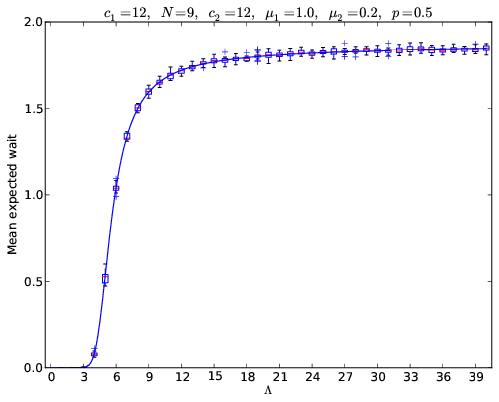 c₁ =12, N=9, c₂ =12, μ₁ =1.0, μ₂ =0.2, p=0.5
2.0
1.5
1.0
0.5
0.0
Mean expected wait
0 3 6 9 12 15 18 21 24 27 30 33 36 39
Λ